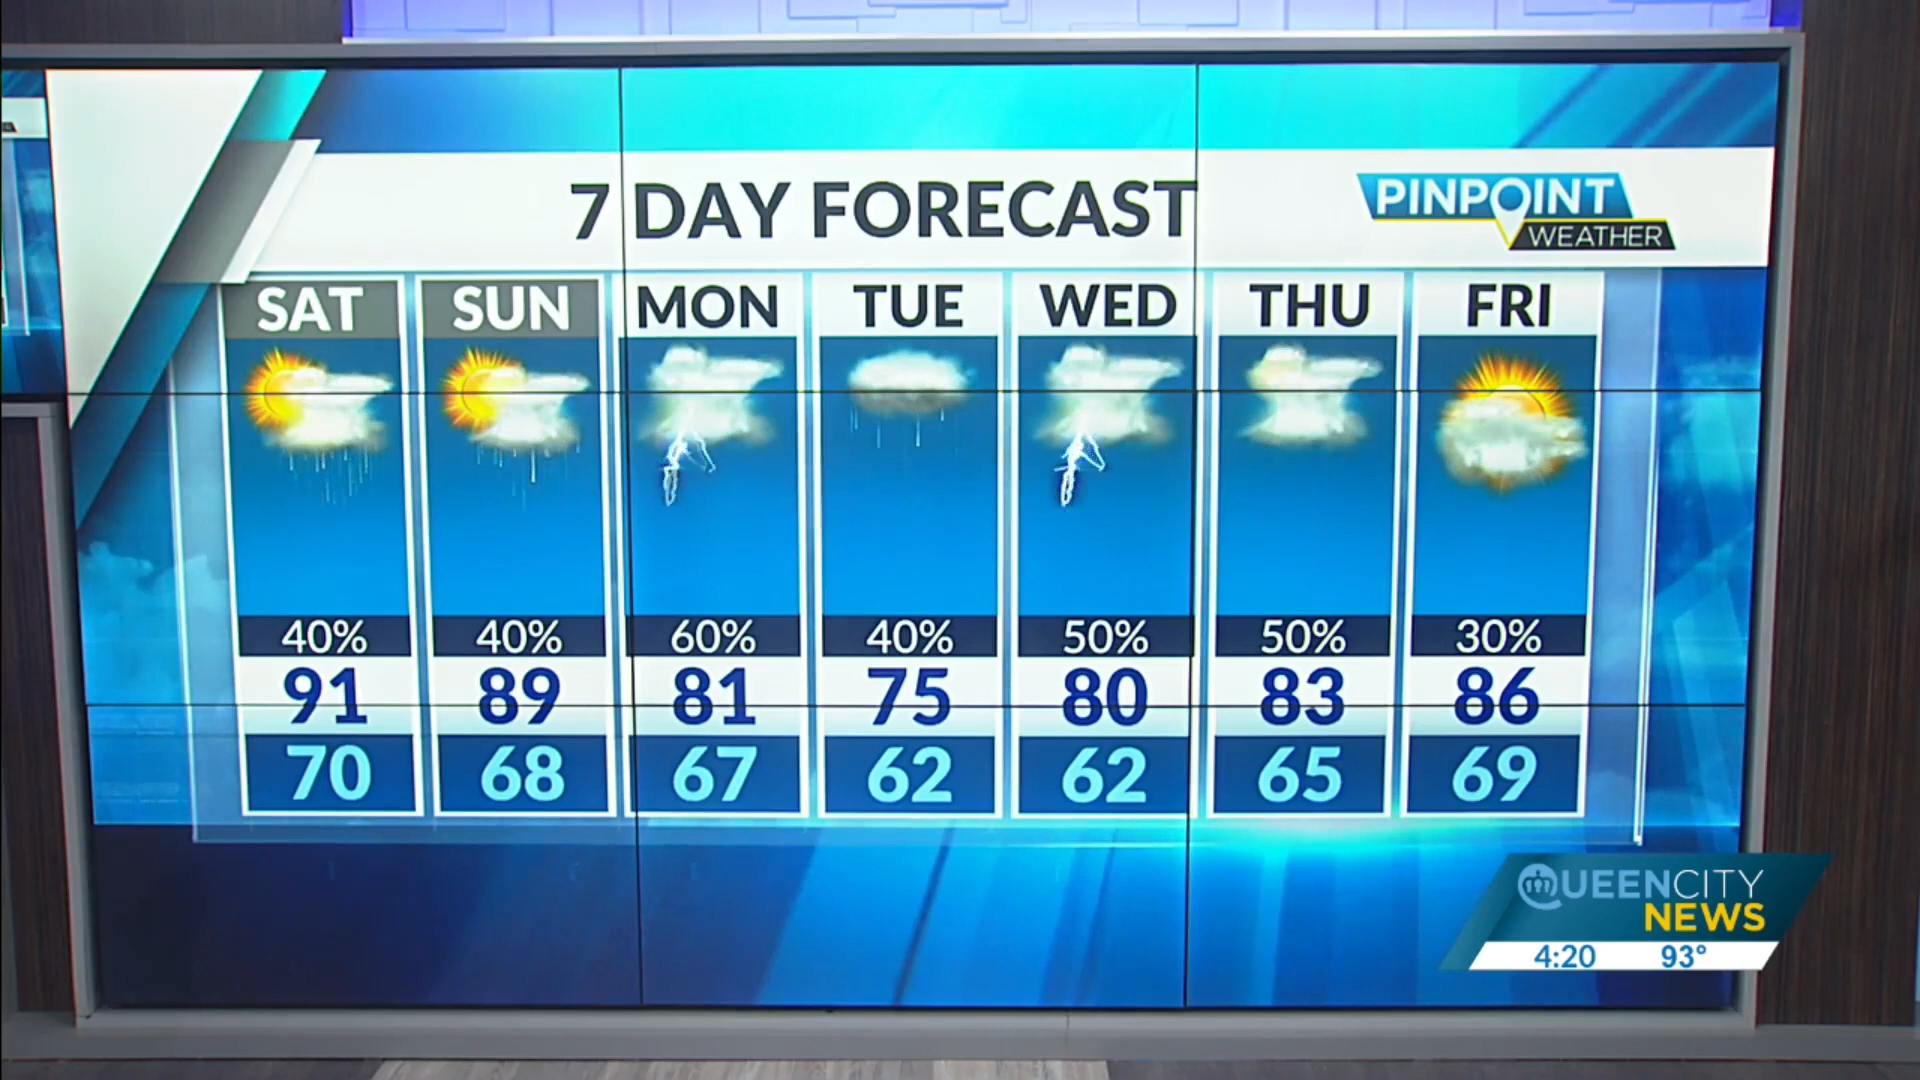 7 DAY FORECAST
PINPOINT
WEATHER
SAT SUN MON TUE WED THU FRI
40% 40% 60% 40% 50% 50% 30%
91 89 81 75 80 83 86
70 68 67 62 62 65 69
QUEENCITY
NEWS
4:20 93°